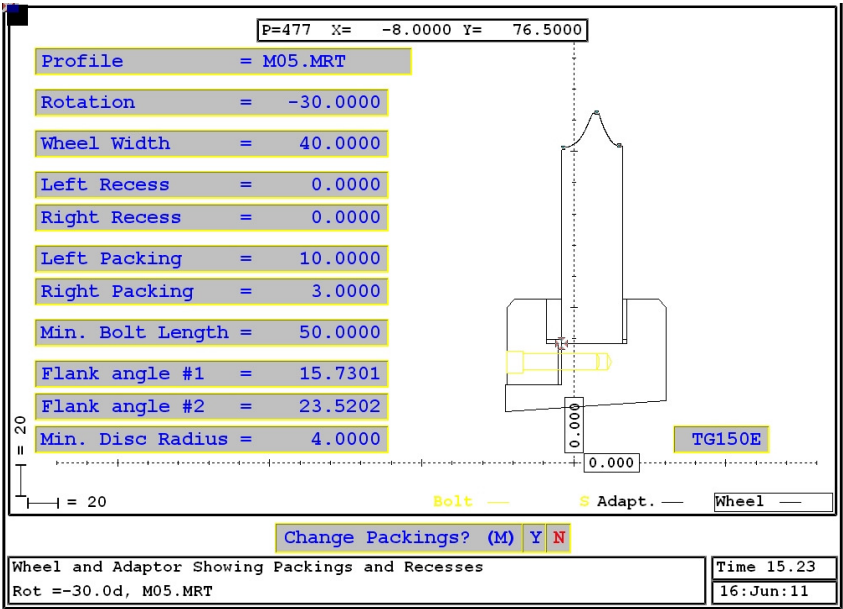 P=477 X= -8.0000 Y= 76.5000
Profile = M05.MRT
Rotation = -30.0000
Wheel Width = 40.0000
Left Recess = 0.0000
Right Recess = 0.0000
Left Packing = 10.0000
Right Packing = 3.0000
Min. Bolt Length = 50.0000
Flank angle #1 = 15.7301
Flank angle #2 = 23.5202
Min. Disc Radius = 4.0000
TG150E
0.000
0.000
= 20
= 20
Bolt S Adapt. Wheel
Change Packings? (M) Y N
Wheel and Adaptor Showing Packings and Recesses
Time 15.23
Rot =-30.0d, M05.MRT
16:Jun:11